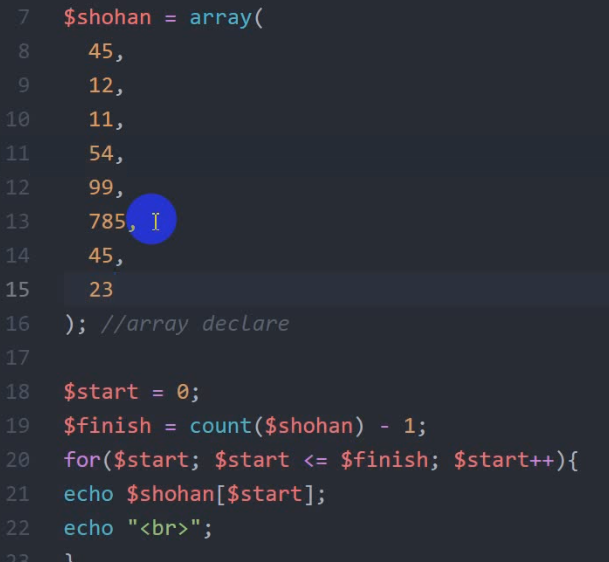 7 $shohan = array(
8 45,
9 12,
10 11,
11 54,
12 99,
13 785,
14 45,
15 23
16 ); //array declare
17
18 $start = 0;
19 $finish = count($shohan) - 1;
20 for($start; $start <= $finish; $start++){
21 echo $shohan[$start];
22 echo "<br>";
23 }